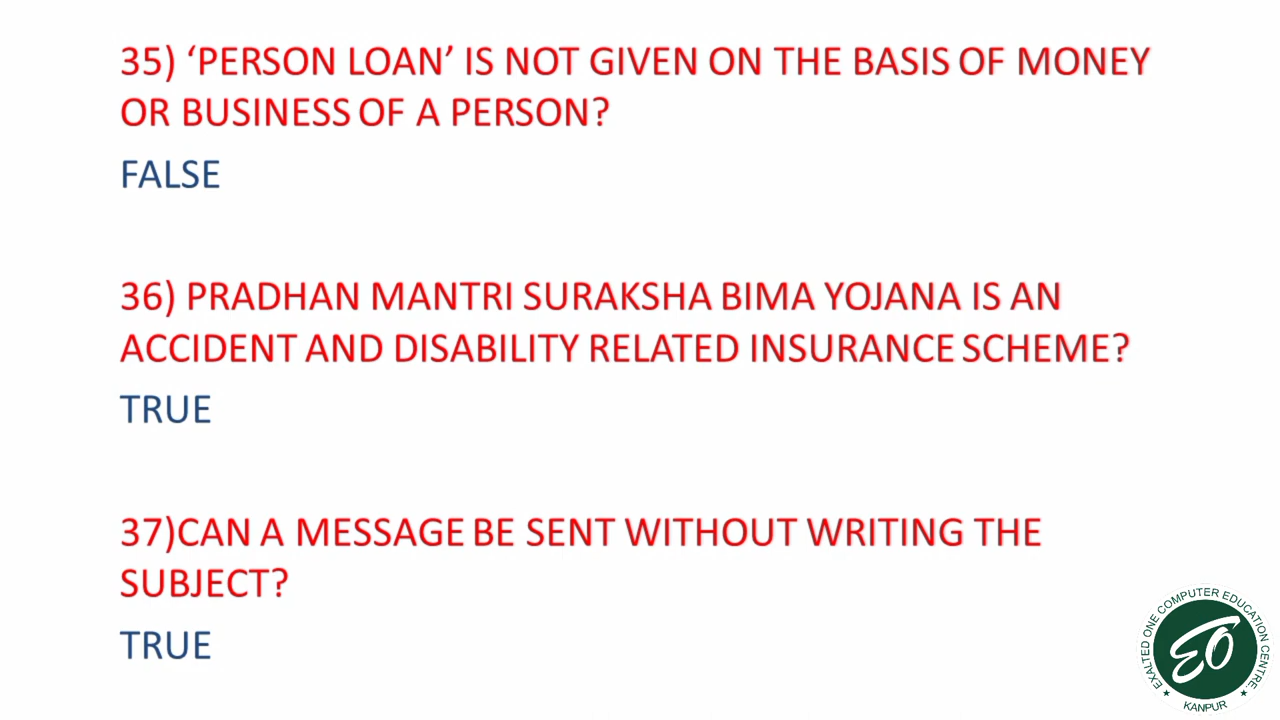 35) ‘PERSON LOAN’ IS NOT GIVEN ON THE BASIS OF MONEY
OR BUSINESS OF A PERSON?
FALSE
36) PRADHAN MANTRI SURAKSHA BIMA YOJANA IS AN
ACCIDENT AND DISABILITY RELATED INSURANCE SCHEME?
TRUE
37)CAN A MESSAGE BE SENT WITHOUT WRITING THE
SUBJECT?
TRUE
EXALTED ONE COMPUTER EDUCATION CENTRE.
EO
KANPUR